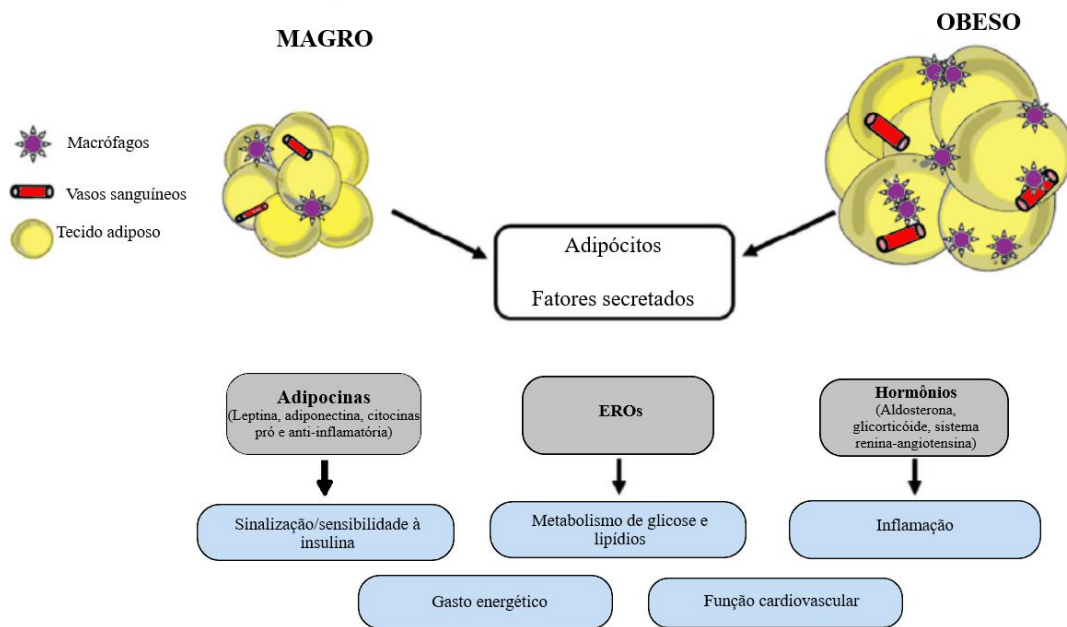 MAGRO
OBESO
Macrófagos
Vasos sanguíneos
Tecido adiposo
Adipócitos
Fatores secretados
Adipocinas
(Leptina, adiponectina, citocinas
pró e anti-inflamatória)
EROs
Hormônios
(Aldosterona,
glicorticóide, sistema
renina-angiotensina)
Sinalização/sensibilidade à
insulina
Metabolismo de glicose e
lipídios
Inflamação
Gasto energético
Função cardiovascular